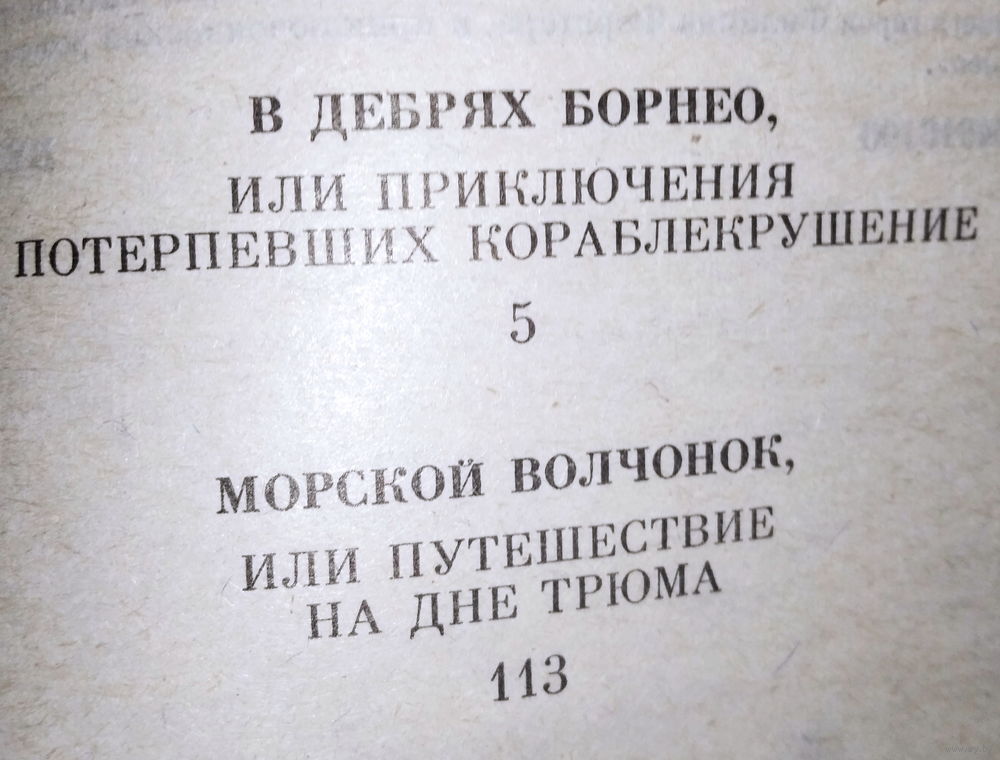 В ДЕБРЯХ БОРНЕО,
ИЛИ ПРИКЛЮЧЕНИЯ
ПОТЕРПЕВШИХ КОРАБЛЕКРУШЕНИЕ
5
МОРСКОЙ ВОЛЧОНОК,
ИЛИ ПУТЕШЕСТВИЕ
НА ДНЕ ТРЮМА
113